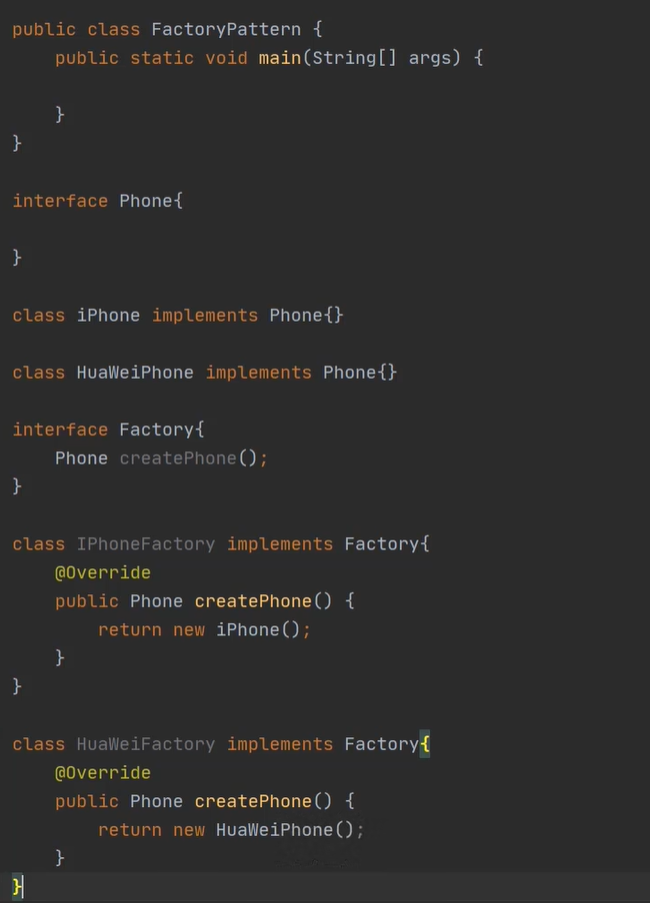 public class FactoryPattern {
    public static void main(String[] args) {
    }
}
interface Phone{
}
class iPhone implements Phone{}
class HuaWeiPhone implements Phone{}
interface Factory{
    Phone createPhone();
}
class IPhoneFactory implements Factory{
    @Override
    public Phone createPhone() {
        return new iPhone();
    }
}
class HuaWeiFactory implements Factory{
    @Override
    public Phone createPhone() {
        return new HuaWeiPhone();
    }
}